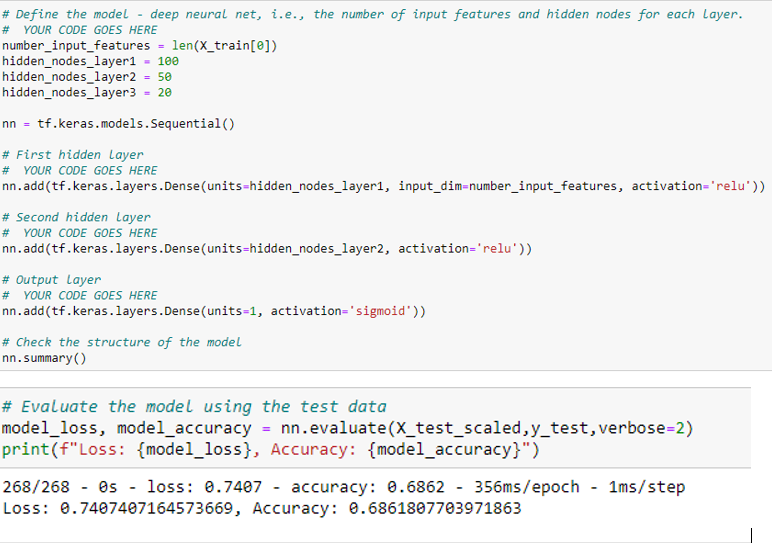 # Define the model - deep neural net, i.e., the number of input features and hidden nodes for each layer.
#  YOUR CODE GOES HERE
number_input_features = len(X_train[0])
hidden_nodes_layer1 = 100
hidden_nodes_layer2 = 50
hidden_nodes_layer3 = 20
nn = tf.keras.models.Sequential()
# First hidden layer
#  YOUR CODE GOES HERE
nn.add(tf.keras.layers.Dense(units=hidden_nodes_layer1, input_dim=number_input_features, activation='relu'))
# Second hidden layer
#  YOUR CODE GOES HERE
nn.add(tf.keras.layers.Dense(units=hidden_nodes_layer2, activation='relu'))
# Output layer
#  YOUR CODE GOES HERE
nn.add(tf.keras.layers.Dense(units=1, activation='sigmoid'))
# Check the structure of the model
nn.summary()
# Evaluate the model using the test data
model_loss, model_accuracy = nn.evaluate(X_test_scaled,y_test,verbose=2)
print(f"Loss: {model_loss}, Accuracy: {model_accuracy}")
268/268 - 0s - loss: 0.7407 - accuracy: 0.6862 - 356ms/epoch - 1ms/step
Loss: 0.7407407164573669, Accuracy: 0.6861807703971863